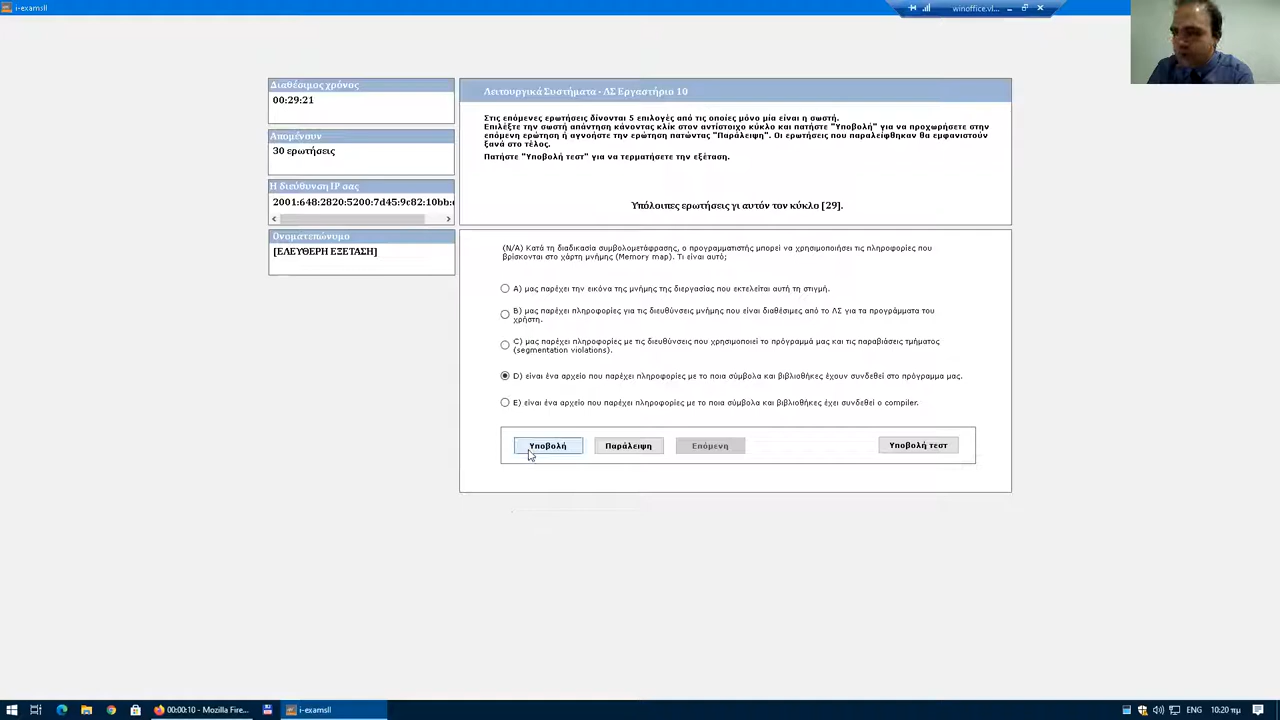 i-examsII
winoffice.vl...
Διαθέσιμος χρόνος
00:29:21
Απομένουν
30 ερωτήσεις
Η διεύθυνση IP σας
2001:648:2820:5200:7d45:9c82:10bb:
Ονοματεπώνυμο
[ΕΛΕΥΘΕΡΗ ΕΞΕΤΑΣΗ]
Λειτουργικά Συστήματα - ΛΣ Εργαστήριο 10
Στις επόμενες ερωτήσεις δίνονται 5 επιλογές από τις οποίες μόνο μία είναι η σωστή.
Επιλέξτε την σωστή απάντηση κάνοντας κλίκ στον αντίστοιχο κύκλο και πατήστε "Υποβολή" για να προχωρήσετε στην
επόμενη ερώτηση ή αγνοήστε την ερώτηση πατώντας "Παράλειψη". Οι ερωτήσεις που παραλείφθηκαν θα εμφανιστούν
ξανά στο τέλος.
Πατήστε "Υποβολή τεστ" για να τερματήσετε την εξέταση.
Υπόλοιπες ερωτήσεις γι αυτόν τον κύκλο [29].
(N/A) Κατά τη διαδικασία συμβολομετάφρασης, ο προγραμματιστής μπορεί να χρησιμοποιήσει τις πληροφορίες που
βρίσκονται στο χάρτη μνήμης (Memory map). Τι είναι αυτό;
A) μας παρέχει την εικόνα της μνήμης της διεργασίας που εκτελείται αυτή τη στιγμή.
B) μας παρέχει πληροφορίες για τις διευθύνσεις μνήμης που είναι διαθέσιμες από το ΛΣ για τα προγράμματα του
χρήστη.
C) μας παρέχει πληροφορίες με τις διευθύνσεις που χρησιμοποιεί το πρόγραμμά μας και τις παραβιάσεις τμήματος
(segmentation violations).
D) είναι ένα αρχείο που παρέχει πληροφορίες με το ποια σύμβολα και βιβλιοθήκες έχουν συνδεθεί στο πρόγραμμα μας.
E) είναι ένα αρχείο που παρέχει πληροφορίες με το ποια σύμβολα και βιβλιοθήκες έχει συνδεθεί ο compiler.
Υποβολή Παράλειψη Επόμενη Υποβολή τεστ
00:00:10 - Mozilla Fire... i-examsII ΕΝG 10:20 πμ